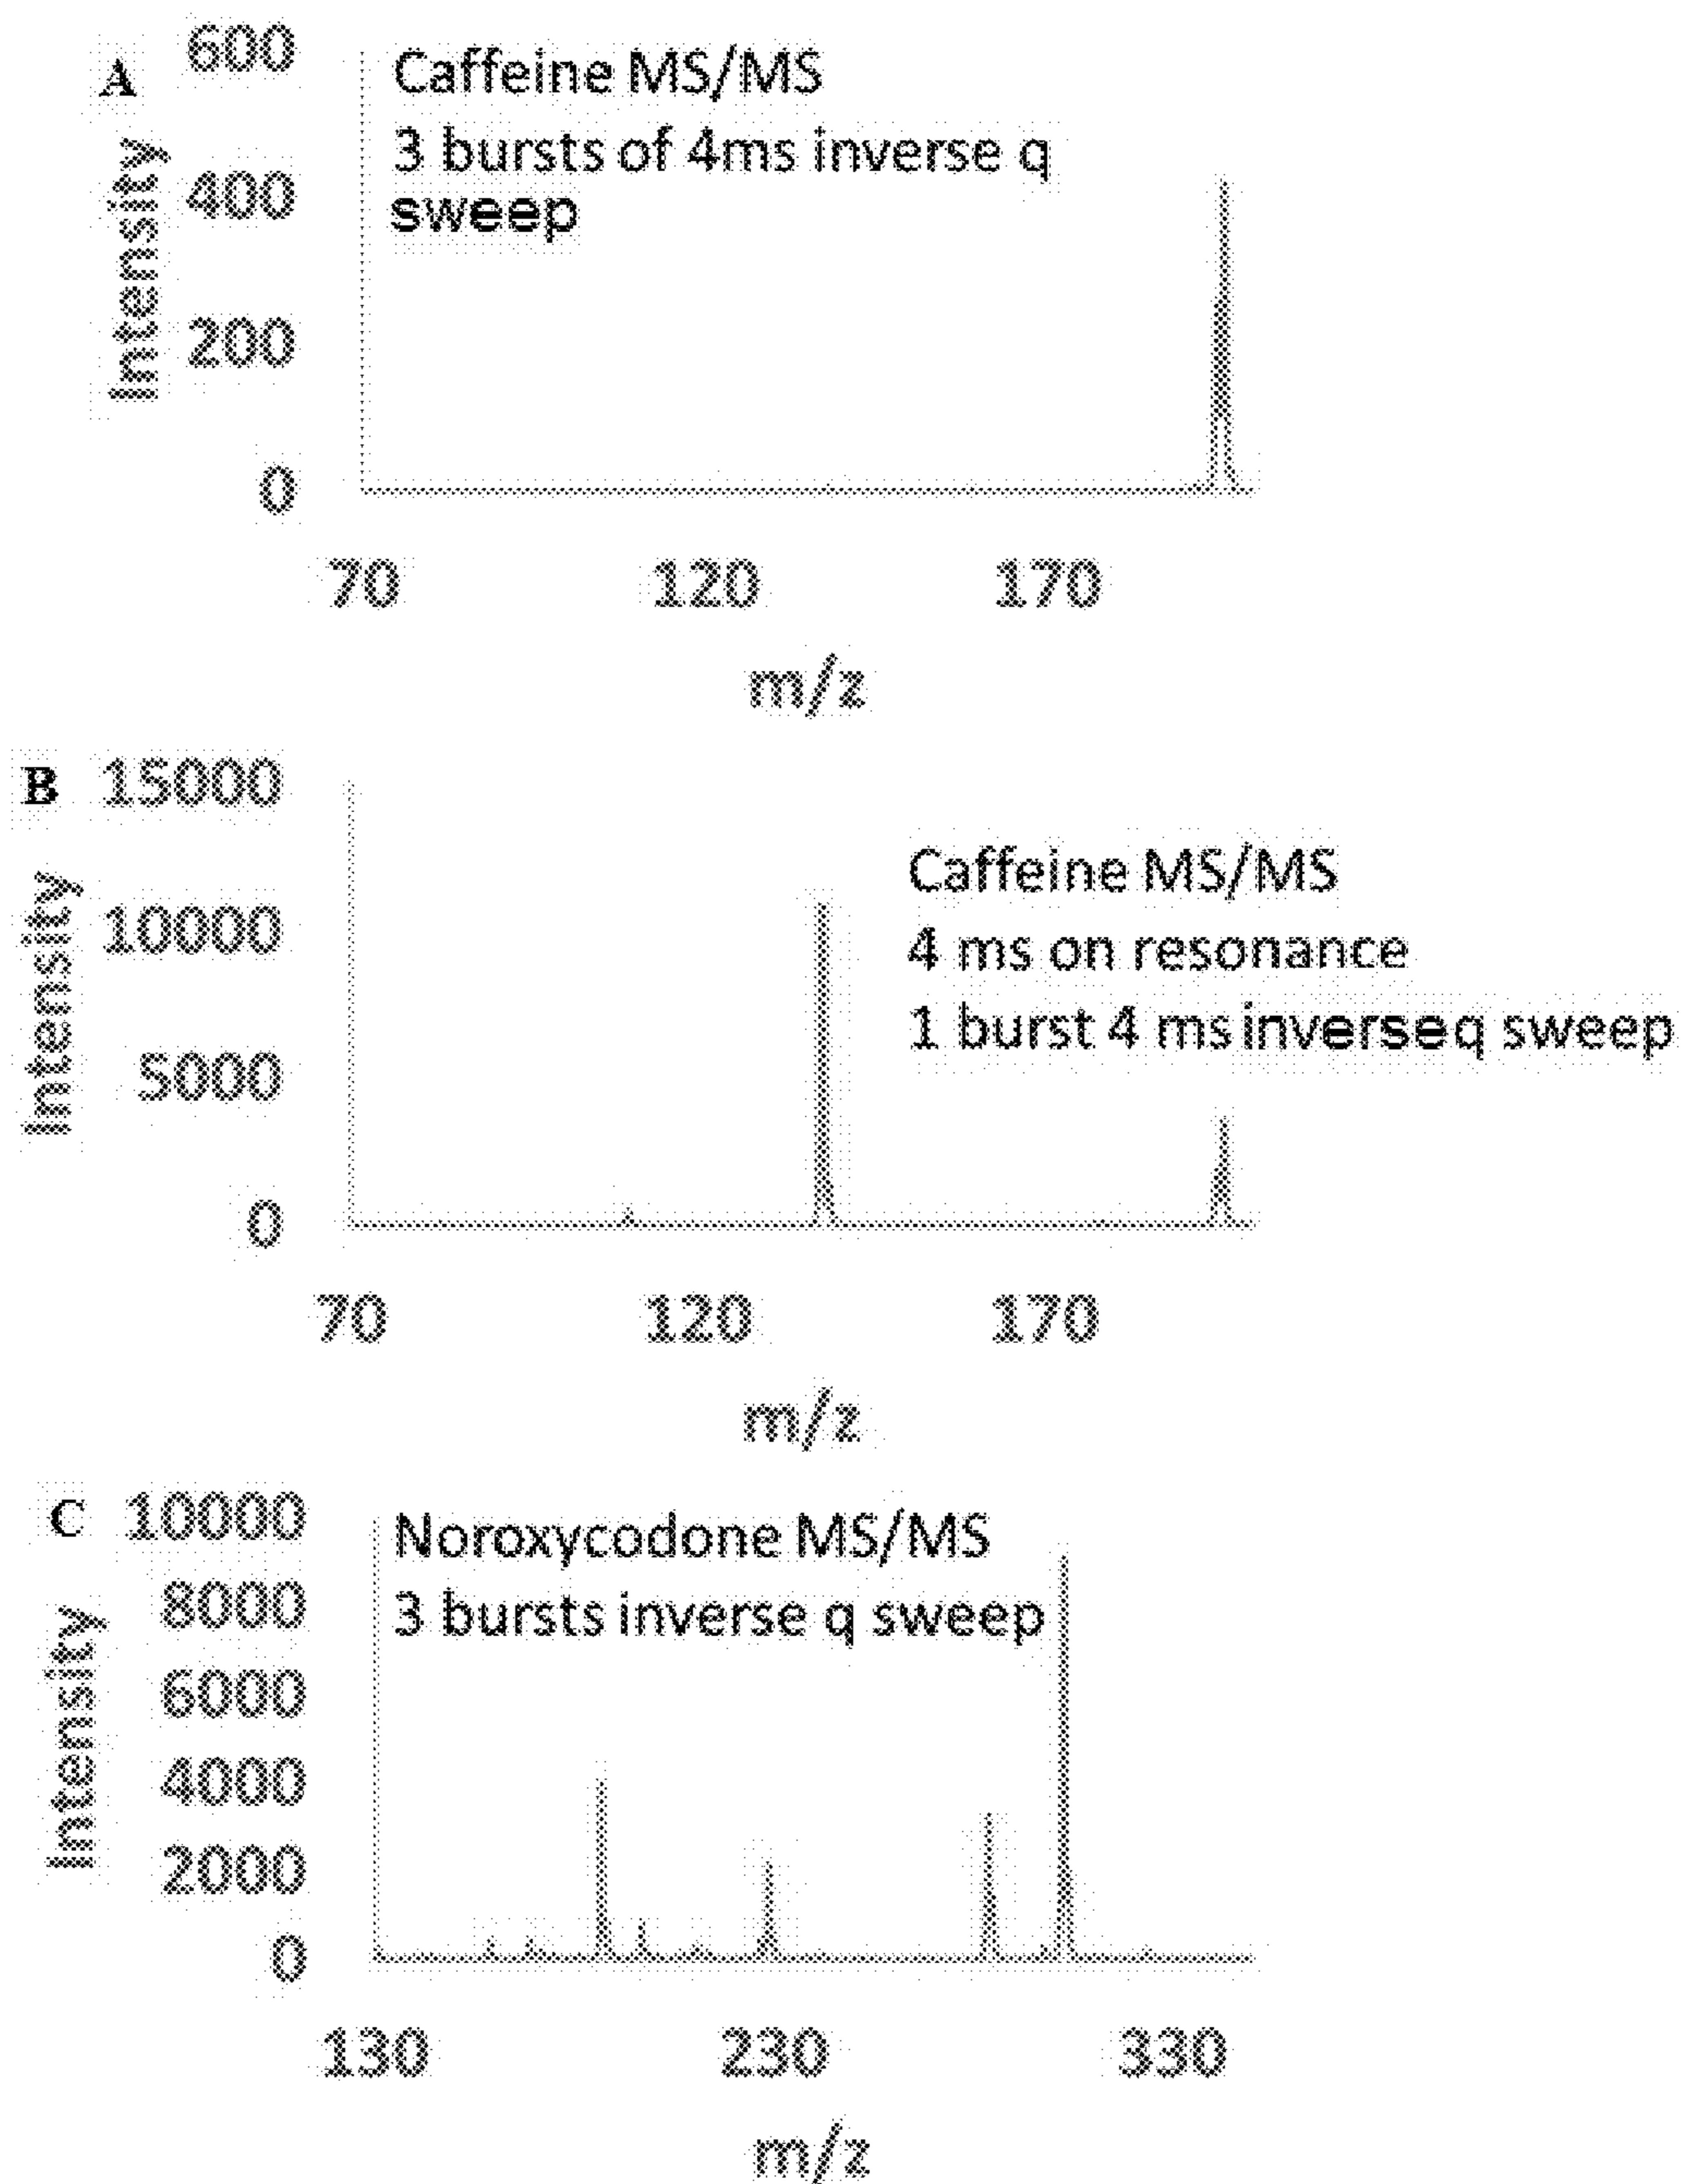 A
600
Caffeine MS/MS
3 bursts of 4ms inverse q
sweep
400
200
0
Intensity
70 120 170
m/z
B
15000
Caffeine MS/MS
4 ms on resonance
1 burst 4 ms inverse q sweep
10000
5000
0
Intensity
70 120 170
m/z
C
10000
Noroxycodone MS/MS
3 bursts inverse q sweep
8000
6000
4000
2000
0
Intensity
130 230 330
m/z